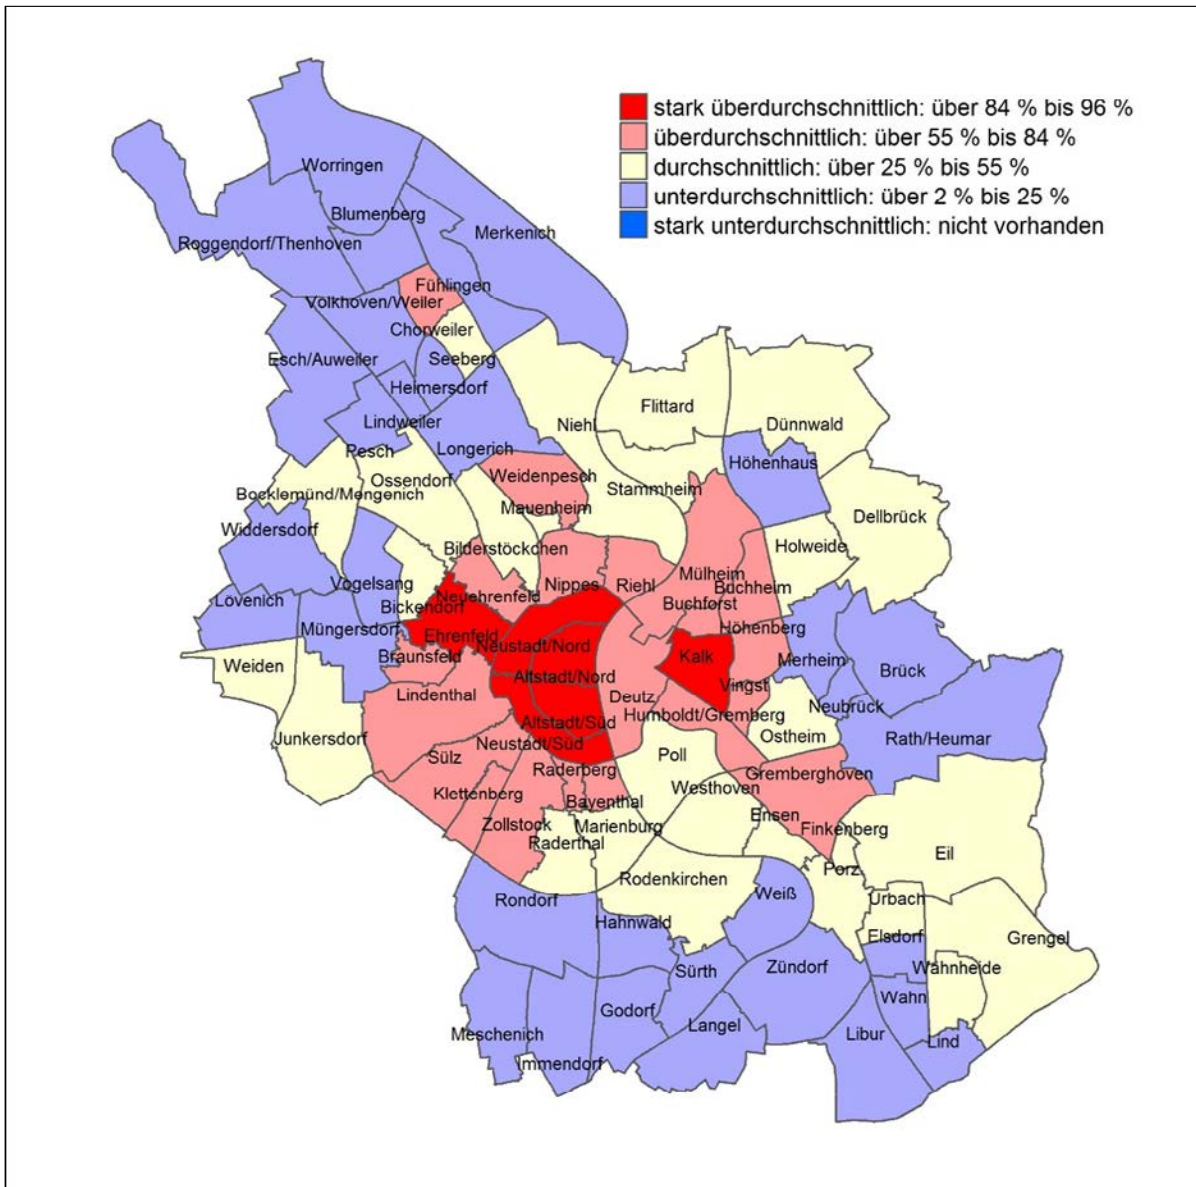 stark überdurchschnittlich: über 84 % bis 96 %
überdurchschnittlich: über 55 % bis 84 %
durchschnittlich: über 25 % bis 55 %
unterdurchschnittlich: über 2 % bis 25 %
stark unterdurchschnittlich: nicht vorhanden
Worringen
Blumenberg
Merkenich
Roggendorf/Thenhoven
Fühlingen
Volkhoven/Weiler
Chorweiler
Esch/Auweiler
Seeberg
Heimersdorf
Flittard
Lindweiler
Niehl
Dünnwald
Pesch
Longerich
Höhenhaus
Ossendorf
Weidenpesch
Stammheim
Bocklemünd/Mengenich
Mauenheim
Dellbrück
Widdersdorf
Bilderstöckchen
Holweide
Vogelsang
Nippes
Riehl
Mülheim
Buchheim
Lövenich
Bickendorf
Neuehrenfeld
Buchforst
Müngersdorf
Ehrenfeld
Höhenberg
Neustadt/Nord
Braunsfeld
Kalk
Merheim
Weiden
Altstadt/Nord
Brück
Lindenthal
Deutz
Vingst
Neubrück
Altstadt/Süd
Humboldt/Gremberg
Junkersdorf
Neustadt/Süd
Ostheim
Rath/Heumar
Sülz
Poll
Raderberg
Gremberghoven
Klettenberg
Westhoven
Bayenthal
Ensen
Zollstock
Marienburg
Finkenberg
Raderthal
Eil
Porz
Rodenkirchen
Weiß
Rondorf
Urbach
Hahnwald
Elsdorf
Grengel
Sürth
Zündorf
Wahnheide
Wahn
Godorf
Langel
Meschenich
Libur
Lind
Immendorf